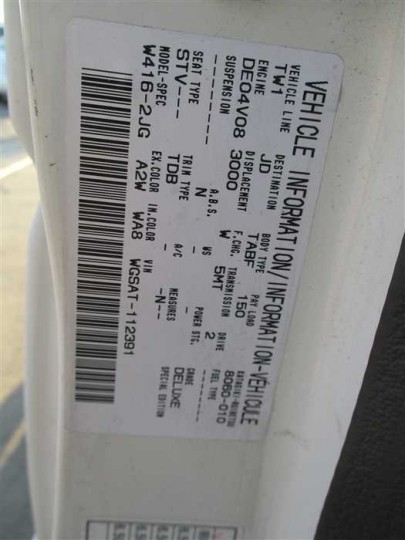 VEHICLE INFORMATION/INFORMATION-VÉHICULE
VEHICLE LINE DESTINATION BODY TYPE PAY LOAD
TW1 JD TABF 150 8060-010
ENGINE DISPLACEMENT F.CHG. TRANSMISSION DRIVE FUEL TYPE
DE04V08 3000 W 5MT 2
SUSPENSION A.B.S. WS POWER STG. GRADE
------- N - - DELUXE
SEAT TYPE TRIM TYPE A/C MEASURES SPECIAL EDITION
STV--- TDB - -N--
MODEL-SPEC EX.COLOR IN.COLOR VIN
W416-2JG A2W WA8 WGSAT-112391